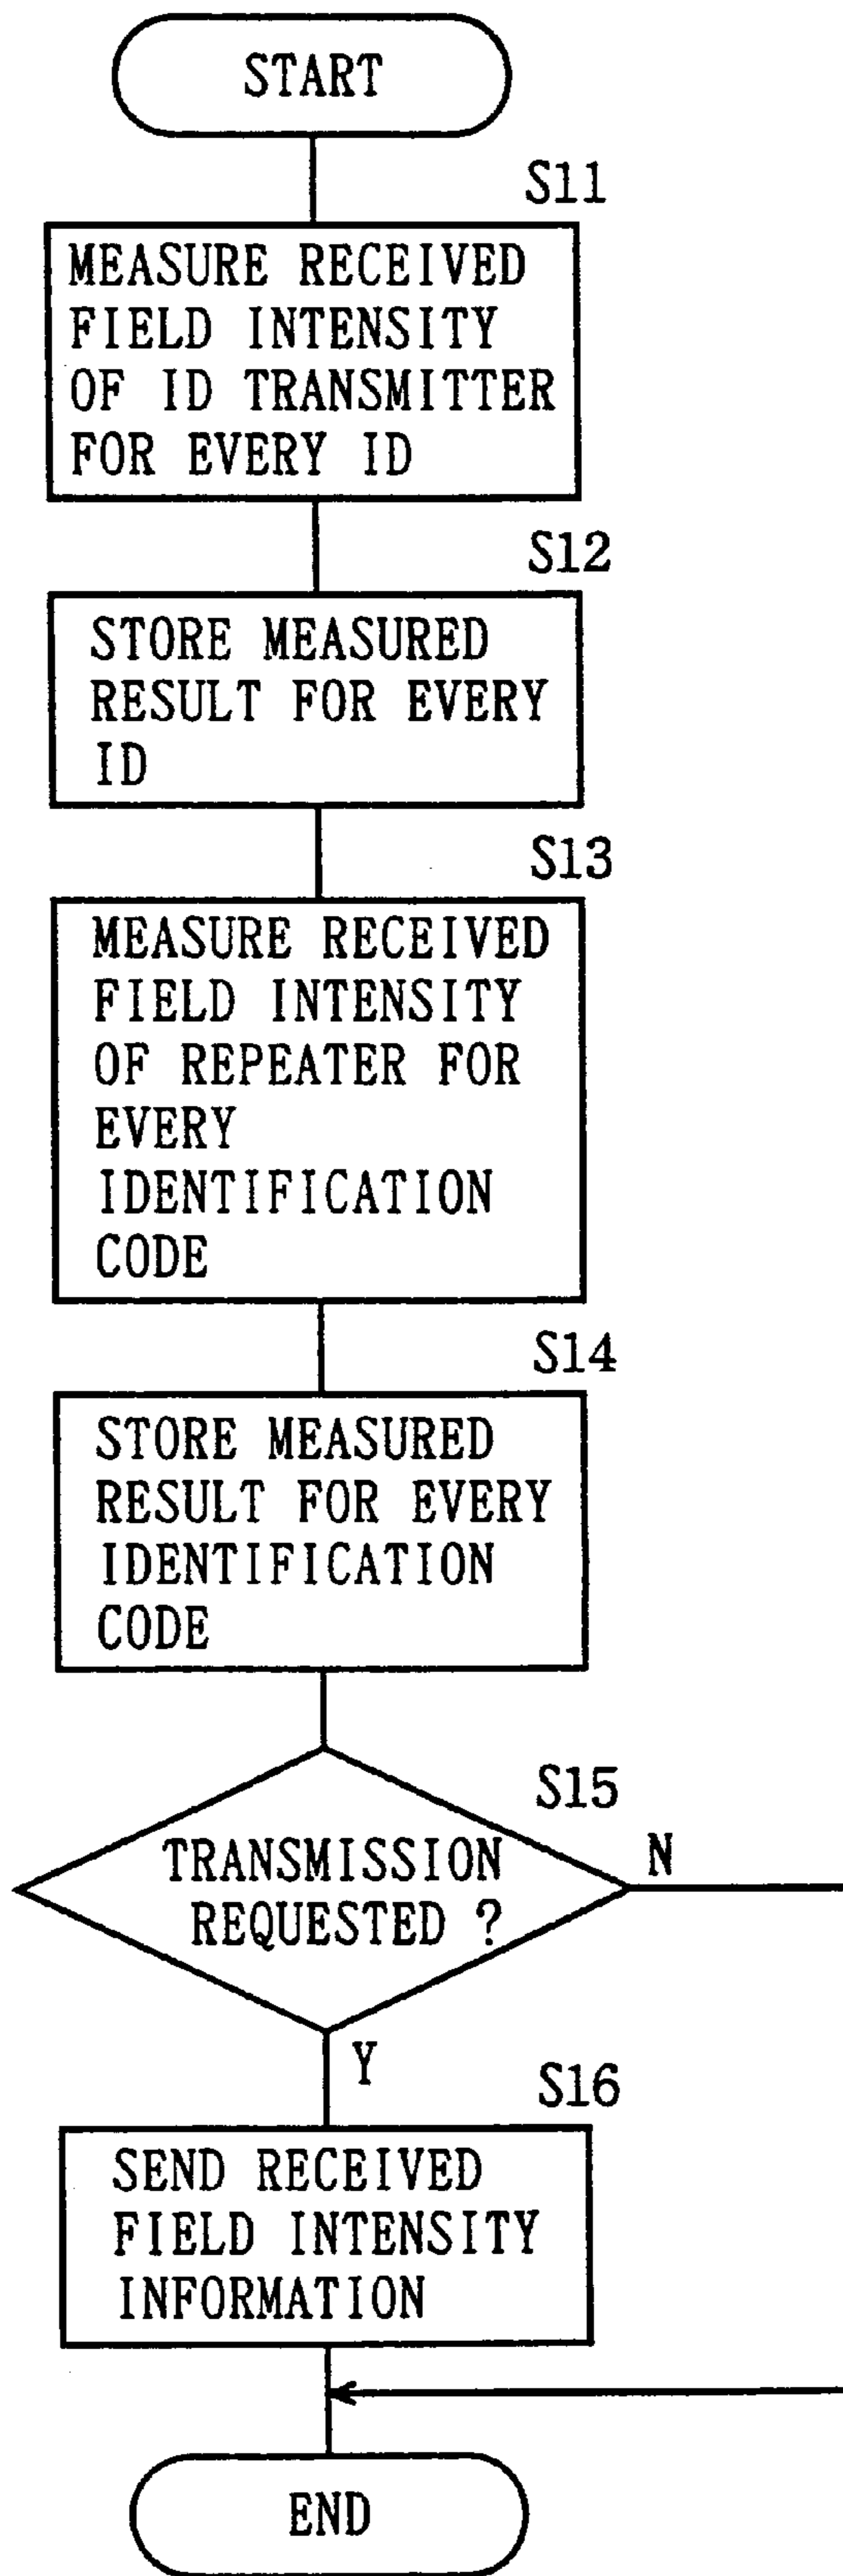 START
S11
MEASURE RECEIVED
FIELD INTENSITY
OF ID TRANSMITTER
FOR EVERY ID
S12
STORE MEASURED
RESULT FOR EVERY
ID
S13
MEASURE RECEIVED
FIELD INTENSITY
OF REPEATER FOR
EVERY
IDENTIFICATION
CODE
S14
STORE MEASURED
RESULT FOR EVERY
IDENTIFICATION
CODE
S15
TRANSMISSION
REQUESTED ?
N
Y
S16
SEND RECEIVED
FIELD INTENSITY
INFORMATION
END